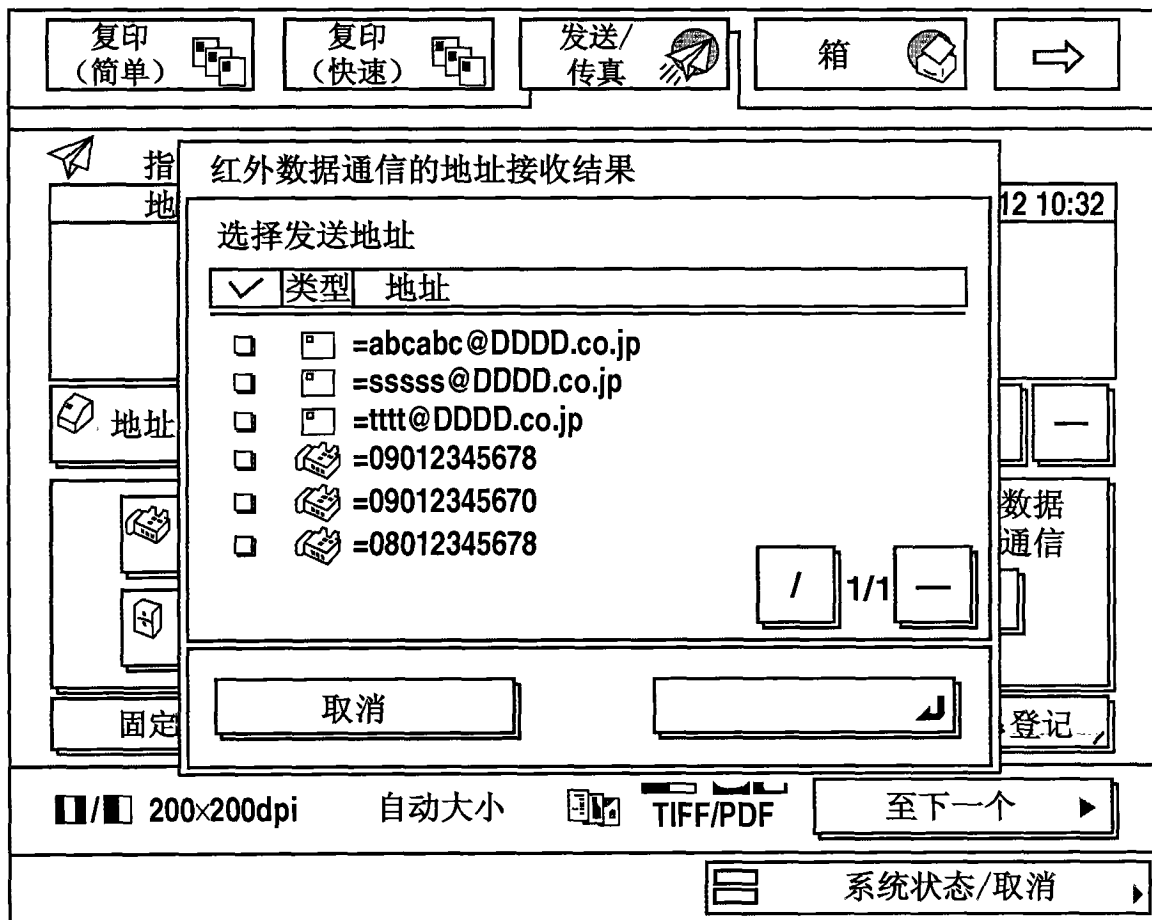 复印
（简单）
复印
（快速）
发送/
传真
箱
指
地
12 10:32
红外数据通信的地址接收结果
选择发送地址
类型 地址
=abcabc@DDDD.co.jp
=sssss@DDDD.co.jp
=tttt@DDDD.co.jp
=09012345678
=09012345670
=08012345678
/ 1/1 —
地址
—
数据
通信
取消
固定
登记
/ 200×200dpi 自动大小 TIFF/PDF 至下一个
系统状态/取消